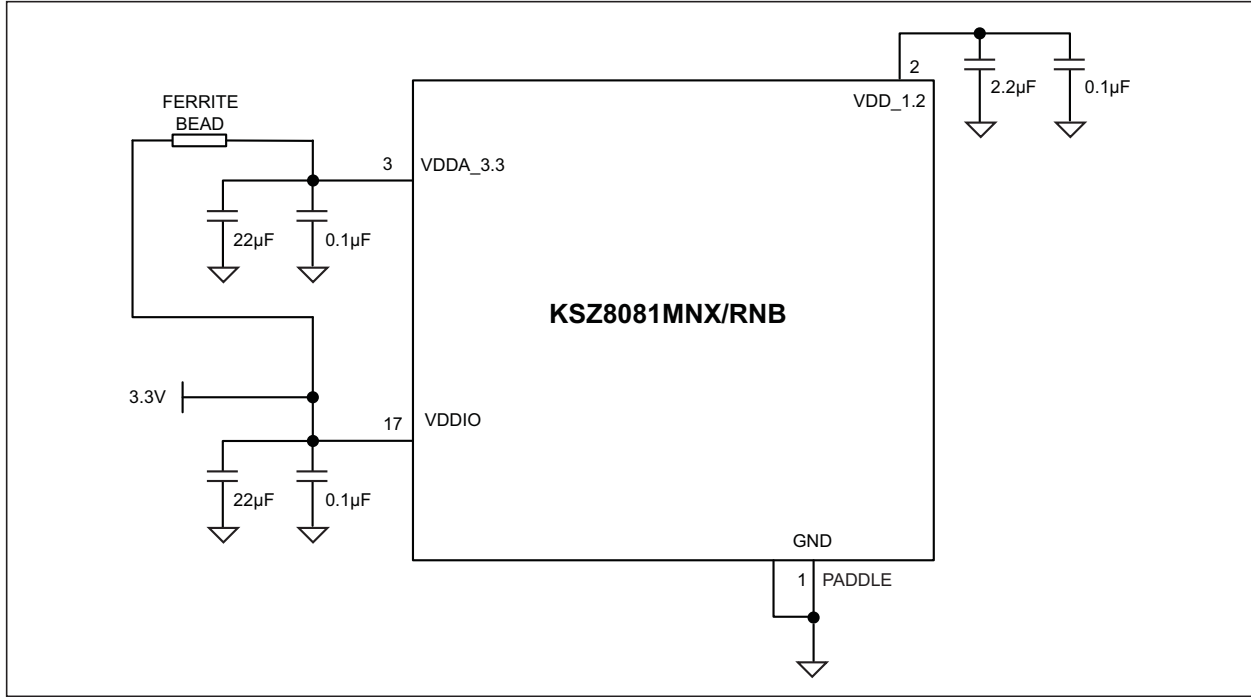 2
VDD_1.2
2.2µF
0.1µF
FERRITE
BEAD
3
VDDA_3.3
22µF
0.1µF
KSZ8081MNX/RNB
3.3V
17
VDDIO
22µF
0.1µF
GND
1
PADDLE